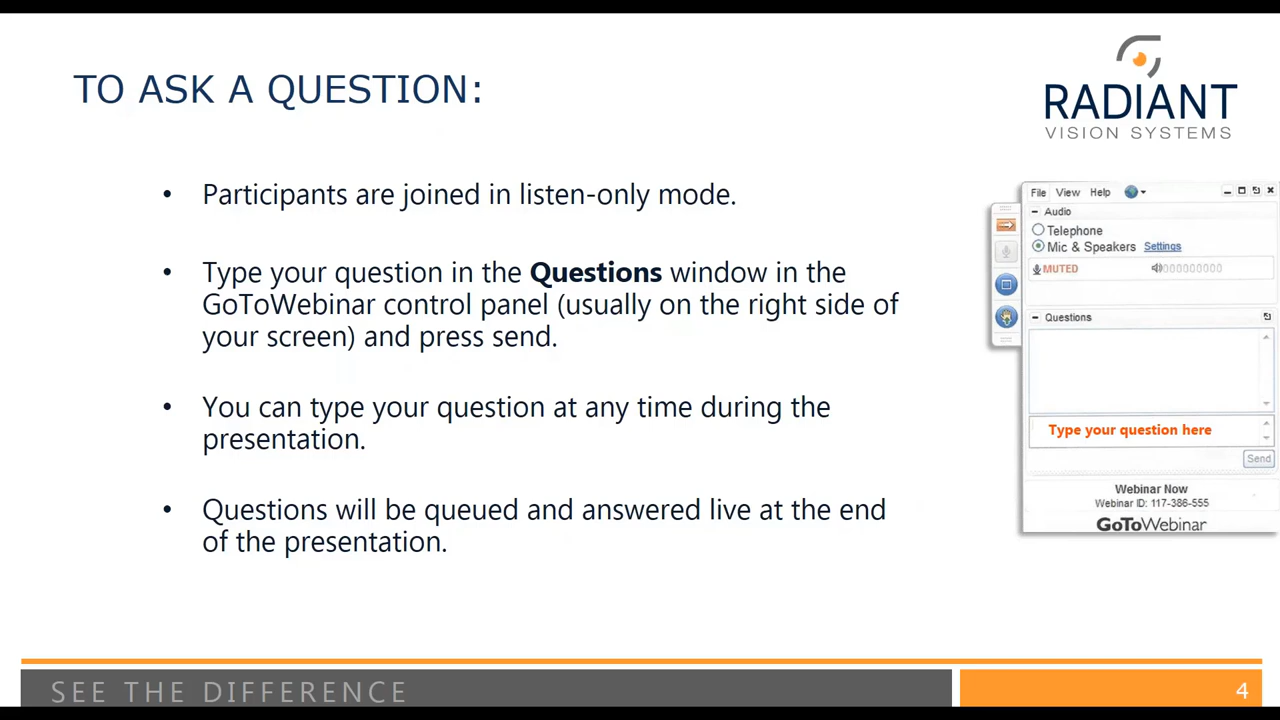 TO ASK A QUESTION:
RADIANT
VISION SYSTEMS
• Participants are joined in listen-only mode.
• Type your question in the Questions window in the
GoToWebinar control panel (usually on the right side of
your screen) and press send.
• You can type your question at any time during the
presentation.
• Questions will be queued and answered live at the end
of the presentation.
File View Help
Audio
Telephone
Mic & Speakers Settings
MUTED 000000000
Questions
Type your question here
Send
Webinar Now
Webinar ID: 117-386-555
GoToWebinar
SEE THE DIFFERENCE
4